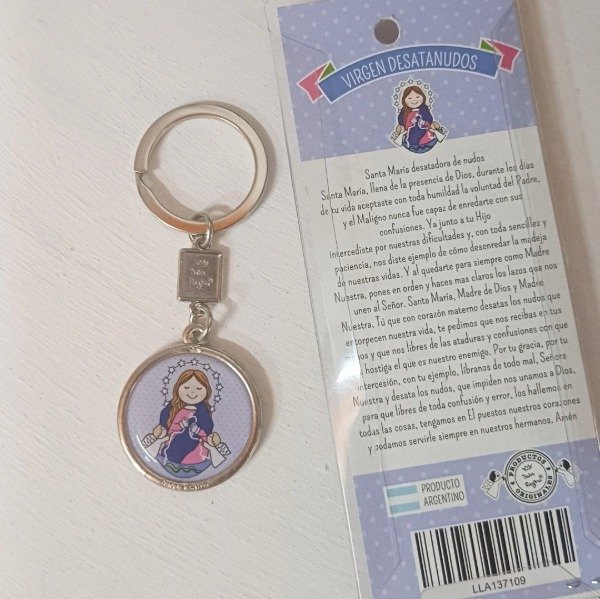 VIRGEN DESATANUDOS
Santa María desatadora de nudos
Santa María, llena de la presencia de Dios, durante los días
de tu vida aceptaste con toda humildad la voluntad del Padre,
y el Maligno nunca fue capaz de enredarte con sus
confusiones. Ya junto a tu Hijo
intercediste por nuestras dificultades y, con toda sencillez y
paciencia, nos diste ejemplo de cómo desenredar la madeja
de nuestras vidas. Y al quedarte para siempre como Madre
Nuestra, pones en orden y haces mas claros los lazos que nos
unen al Señor. Santa María, Madre de Dios y Madre
Nuestra, Tú que con corazón materno desatas los nudos que
entorpecen nuestra vida, te pedimos que nos recibas en tus
manos y que nos libres de las ataduras y confusiones con que
hostiga el que es nuestro enemigo. Por tu gracia, por tu
intercesión, con tu ejemplo, líbranos de todo mal, Señora
Nuestra y desata los nudos, que impiden nos unamos a Dios,
para que libres de toda confusión y error, los hallemos en
todas las cosas, tengamos en El puestos nuestros corazones
y podamos servirle siempre en nuestros hermanos. Amén
PRODUCTO
ARGENTINO
PRODUCTOS
ORIGINALES
LLA137109